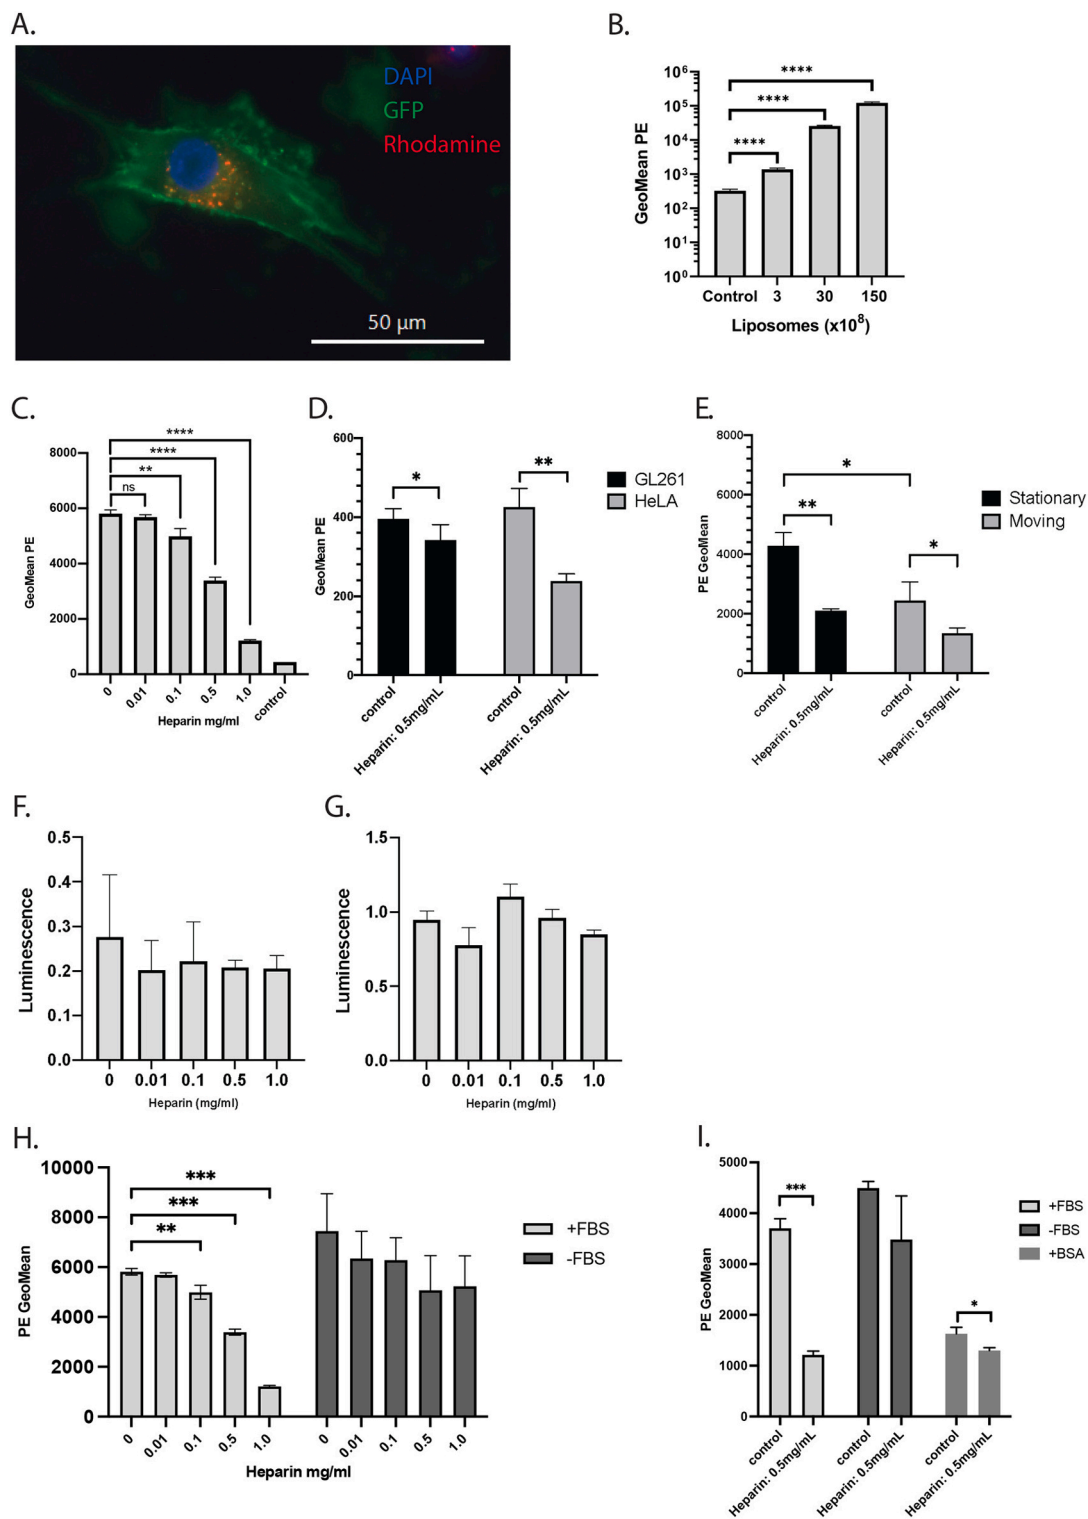 A.
DAPI
GFP
Rhodamine
50 µm
B.
GeoMean PE
10⁶
10⁵
10⁴
10³
10²
10¹
10⁰
****
****
****
Control 3 30 150
Liposomes (x10⁸)
C.
GeoMean PE
8000
6000
4000
2000
0
****
****
**
ns
0 0.01 0.1 0.5 1.0 control
Heparin mg/ml
D.
GeoMean PE
600
400
200
0
*
**
GL261
HeLA
control Heparin: 0.5mg/mL control Heparin: 0.5mg/mL
E.
PE GeoMean
8000
6000
4000
2000
0
*
**
*
Stationary
Moving
control Heparin: 0.5mg/mL control Heparin: 0.5mg/mL
F.
Luminescence
0.5
0.4
0.3
0.2
0.1
0.0
0 0.01 0.1 0.5 1.0
Heparin (mg/ml)
G.
Luminescence
1.5
1.0
0.5
0.0
0 0.01 0.1 0.5 1.0
Heparin (mg/ml)
H.
PE GeoMean
10000
8000
6000
4000
2000
0
***
***
**
+FBS
-FBS
0 0.01 0.1 0.5 1.0 0 0.01 0.1 0.5 1.0
Heparin mg/ml
I.
PE GeoMean
5000
4000
3000
2000
1000
0
***
*
+FBS
-FBS
+BSA
control Heparin: 0.5mg/mL control Heparin: 0.5mg/mL control Heparin: 0.5mg/mL